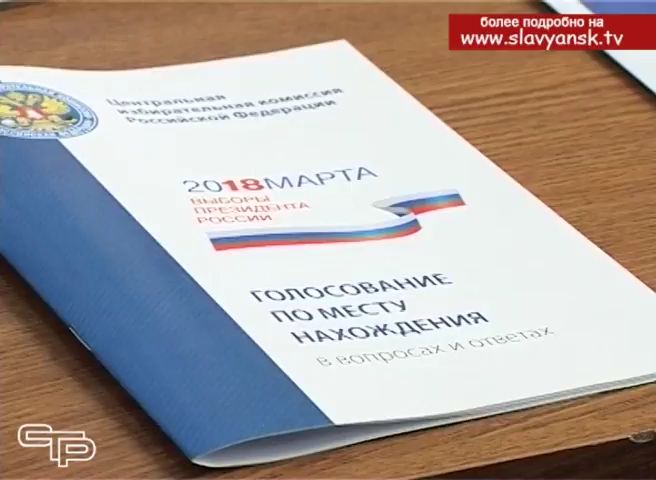 более подробно на
www.slavyansk.tv
Центральная
избирательная комиссия
Российской Федерации
2018МАРТА
ВЫБОРЫ
ПРЕЗИДЕНТА
РОССИИ
ГОЛОСОВАНИЕ
ПО МЕСТУ
НАХОЖДЕНИЯ
в вопросах и ответах
СТР